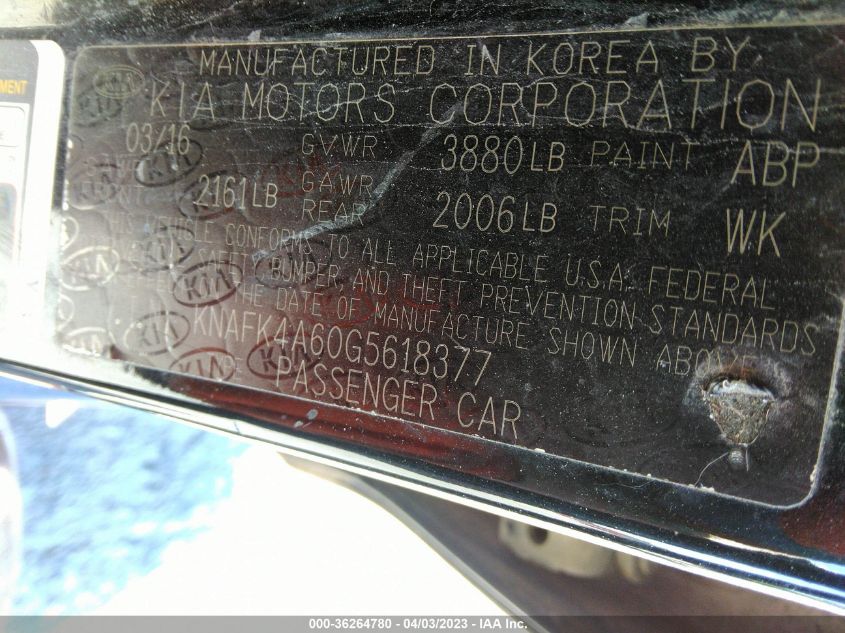 MENT
KIA
MANUFACTURED IN KOREA BY
KIA MOTORS CORPORATION
03/16 GVWR 3880LB PAINT ABP
2161LB GAWR REAR 2006LB TRIM WK
CONFORMS TO ALL APPLICABLE U.S.A. FEDERAL
BUMPER AND THEFT PREVENTION STANDARDS
THE DATE OF MANUFACTURE SHOWN ABOVE
KNAFK4A60G5618377
PASSENGER CAR
000-36264780 - 04/03/2023 - IAA Inc.